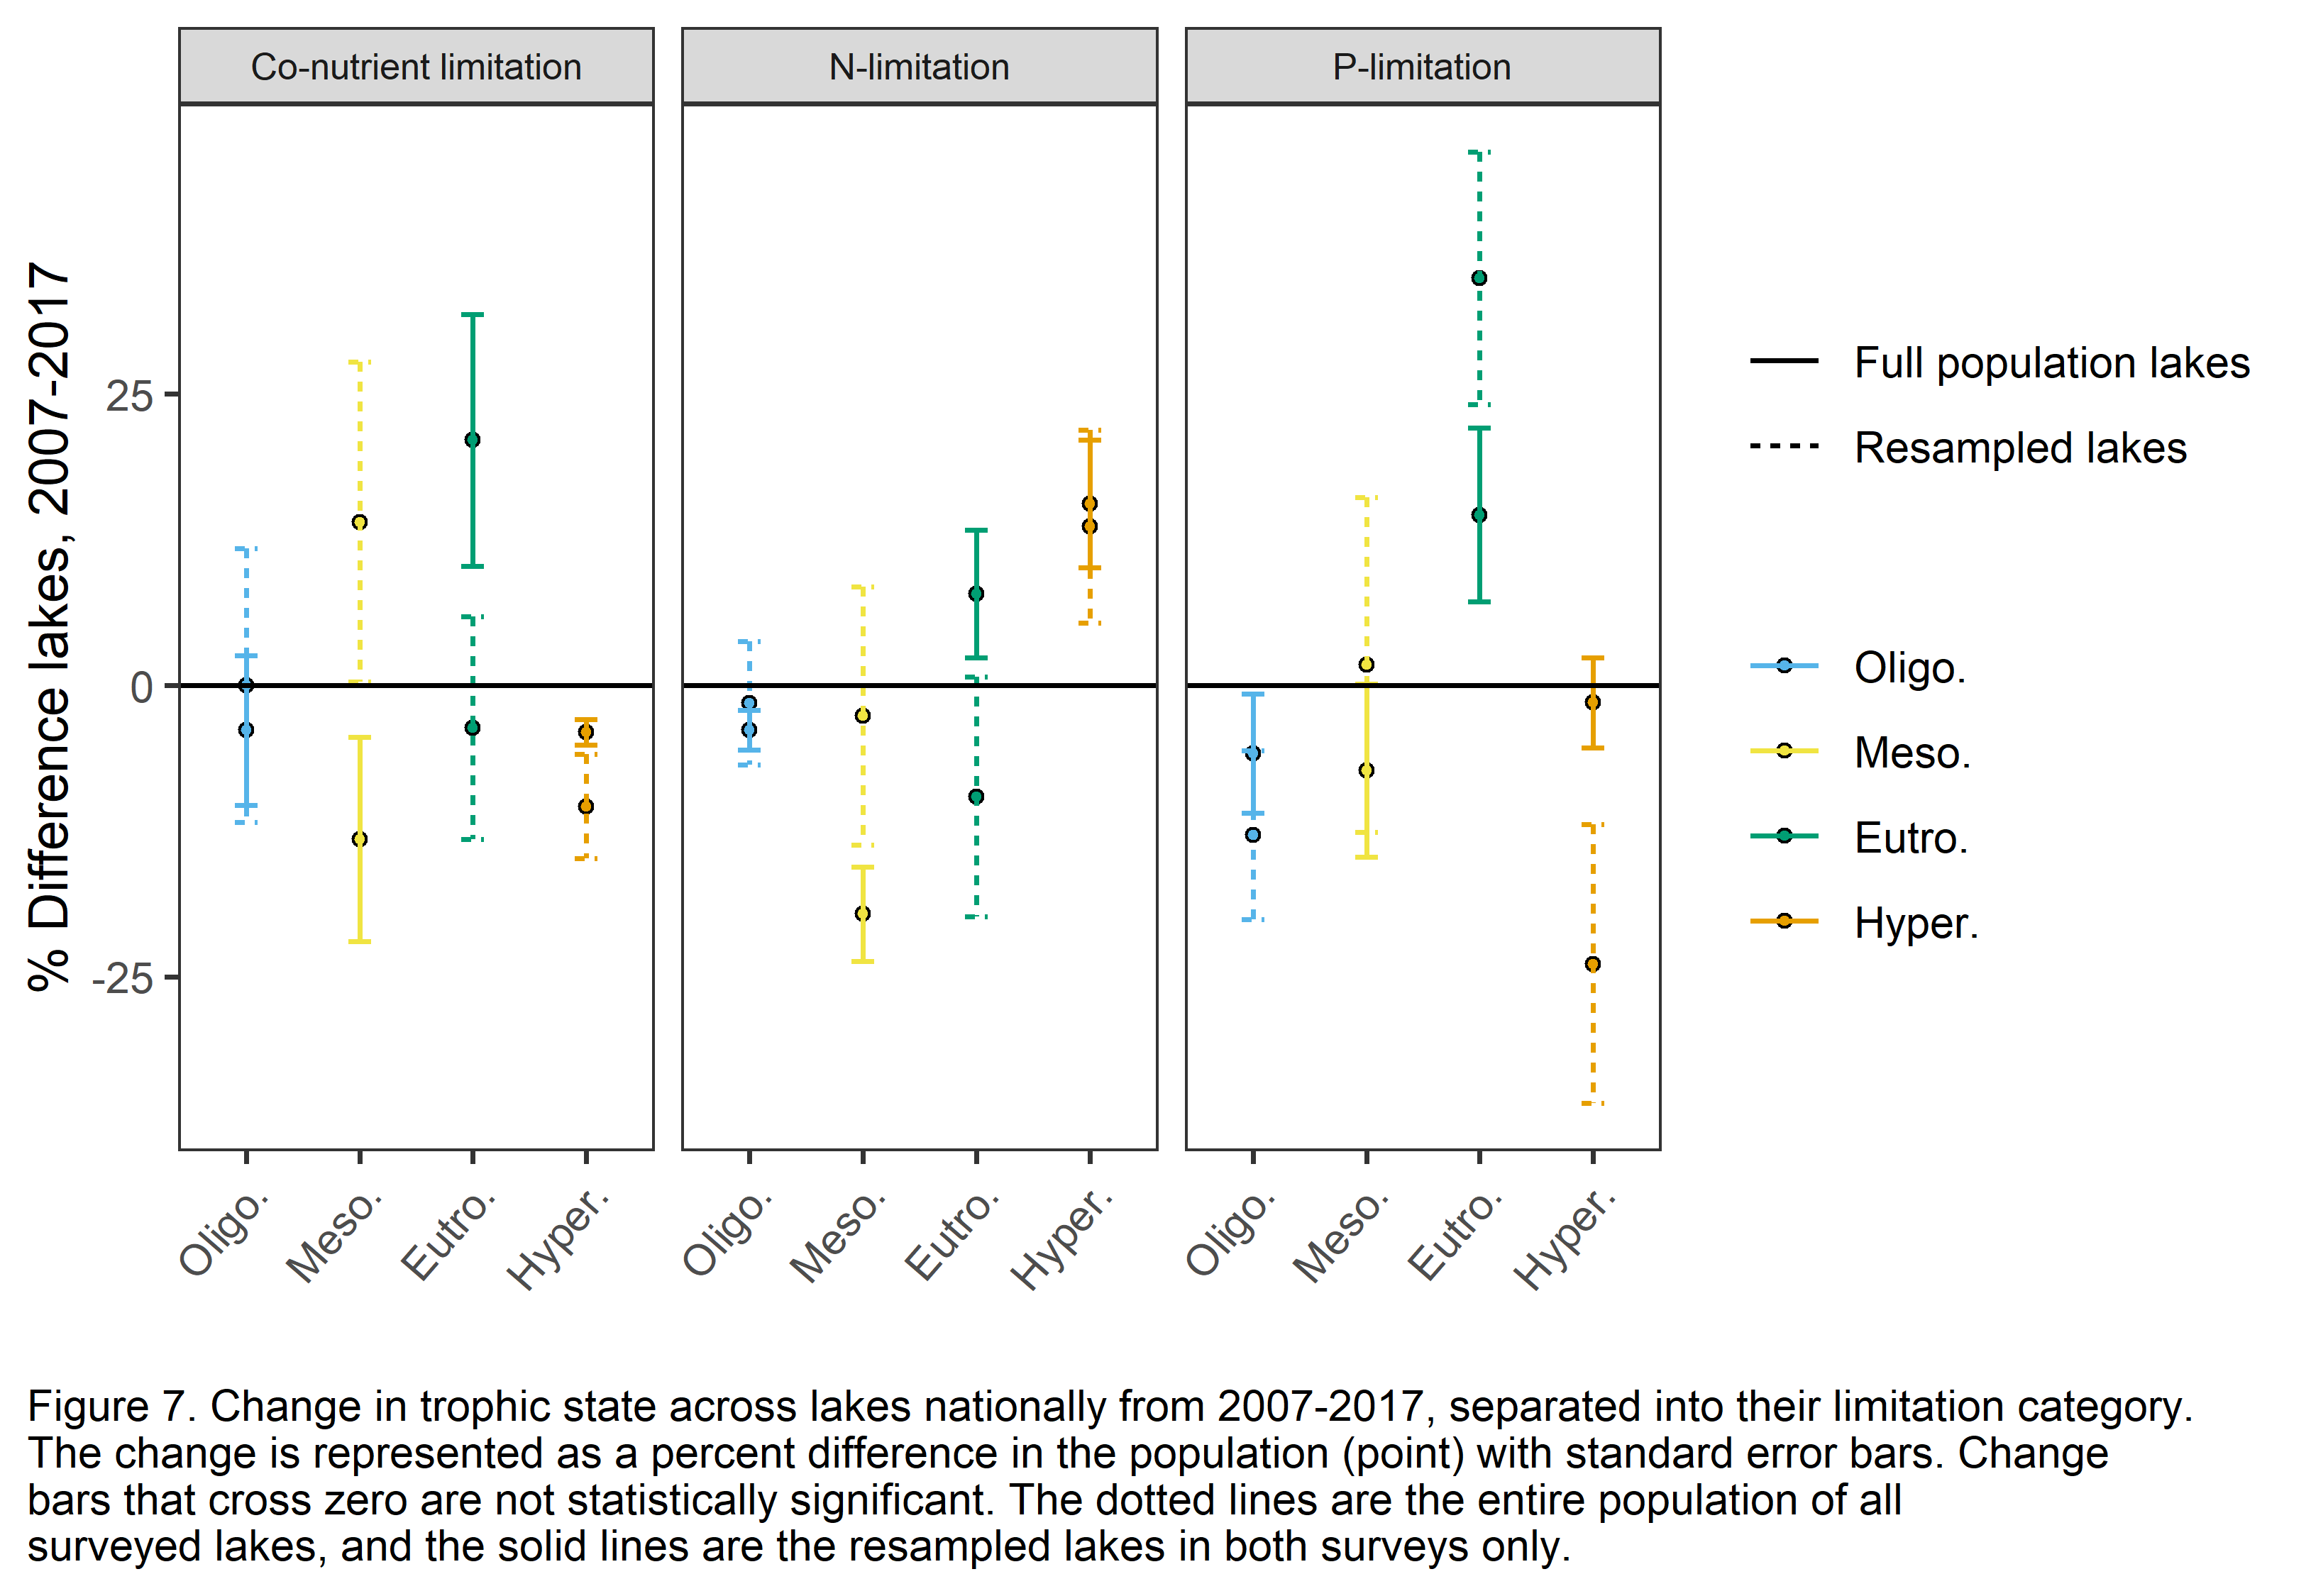 Co-nutrient limitation
N-limitation
P-limitation
% Difference lakes, 2007-2017
25
0
-25
Oligo.
Meso.
Eutro.
Hyper.
Oligo.
Meso.
Eutro.
Hyper.
Oligo.
Meso.
Eutro.
Hyper.
Full population lakes
Resampled lakes
Oligo.
Meso.
Eutro.
Hyper.
Figure 7. Change in trophic state across lakes nationally from 2007-2017, separated into their limitation category.
The change is represented as a percent difference in the population (point) with standard error bars. Change
bars that cross zero are not statistically significant. The dotted lines are the entire population of all
surveyed lakes, and the solid lines are the resampled lakes in both surveys only.